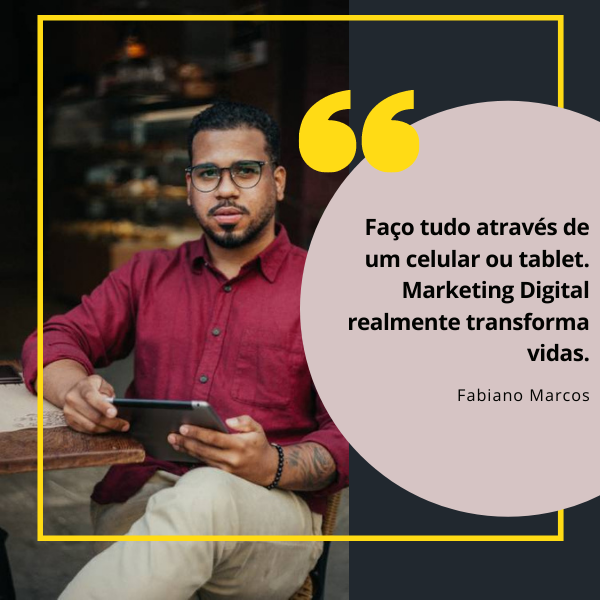 Faço tudo através de
um celular ou tablet.
Marketing Digital
realmente transforma
vidas.
Fabiano Marcos